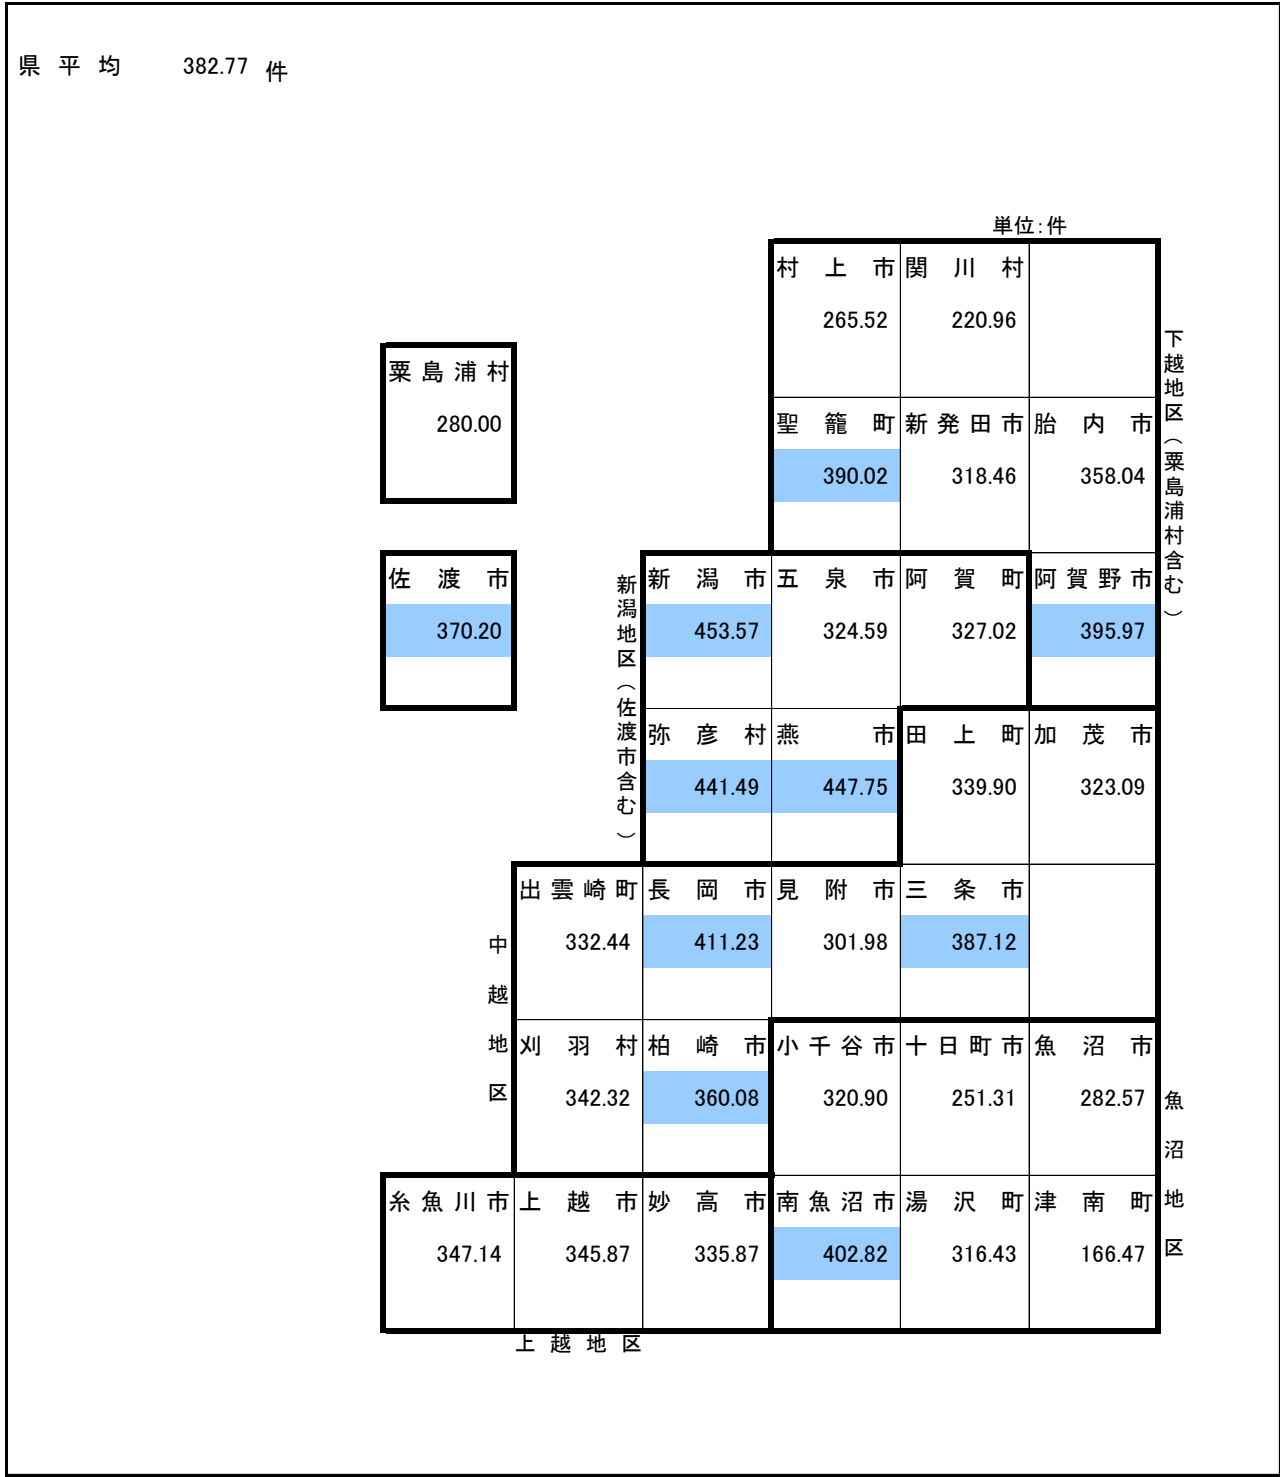 県平均 382.77 件
単位:件
村上市 関川村
265.52 220.96
粟島浦村
280.00
聖籠町 新発田市 胎内市
390.02 318.46 358.04
下越地区(粟島浦村含む)
佐渡市
370.20
新潟地区(佐渡市含む)
新潟市 五泉市 阿賀町 阿賀野市
453.57 324.59 327.02 395.97
弥彦村 燕市 田上町 加茂市
441.49 447.75 339.90 323.09
出雲崎町 長岡市 見附市 三条市
332.44 411.23 301.98 387.12
中越地区
刈羽村 柏崎市 小千谷市 十日町市 魚沼市
342.32 360.08 320.90 251.31 282.57
魚沼地区
糸魚川市 上越市 妙高市 南魚沼市 湯沢町 津南町
347.14 345.87 335.87 402.82 316.43 166.47
上越地区